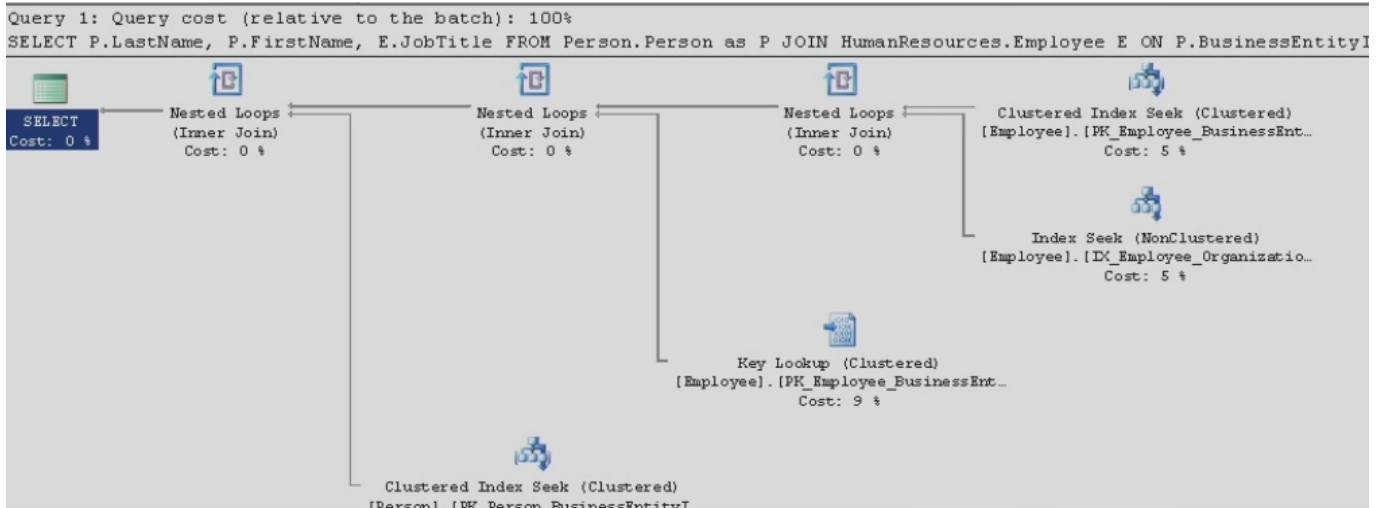 Query 1: Query cost (relative to the batch): 100%
SELECT P.LastName, P.FirstName, E.JobTitle FROM Person.Person as P JOIN HumanResources.Employee E ON P.BusinessEntityI
SELECT
Cost: 0 %
Nested Loops
(Inner Join)
Cost: 0 %
Nested Loops
(Inner Join)
Cost: 0 %
Nested Loops
(Inner Join)
Cost: 0 %
Clustered Index Seek (Clustered)
[Employee].[PK_Employee_BusinessEnt…
Cost: 5 %
Index Seek (NonClustered)
[Employee].[IX_Employee_Organizatio…
Cost: 5 %
Key Lookup (Clustered)
[Employee].[PK_Employee_BusinessEnt…
Cost: 9 %
Clustered Index Seek (Clustered)
[Person].[PK_Person_BusinessEntityI…